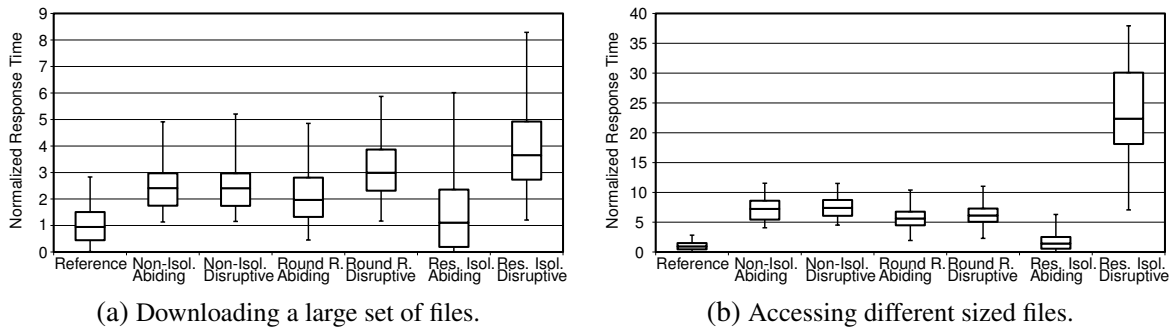 Normalized Response Time
9
8
7
6
5
4
3
2
1
0
Reference
Non-Isol. Abiding
Non-Isol. Disruptive
Round R. Abiding
Round R. Disruptive
Res. Isol. Abiding
Res. Isol. Disruptive
(a) Downloading a large set of files.
Normalized Response Time
40
35
30
25
20
15
10
5
0
Reference
Non-Isol. Abiding
Non-Isol. Disruptive
Round R. Abiding
Round R. Disruptive
Res. Isol. Abiding
Res. Isol. Disruptive
(b) Accessing different sized files.